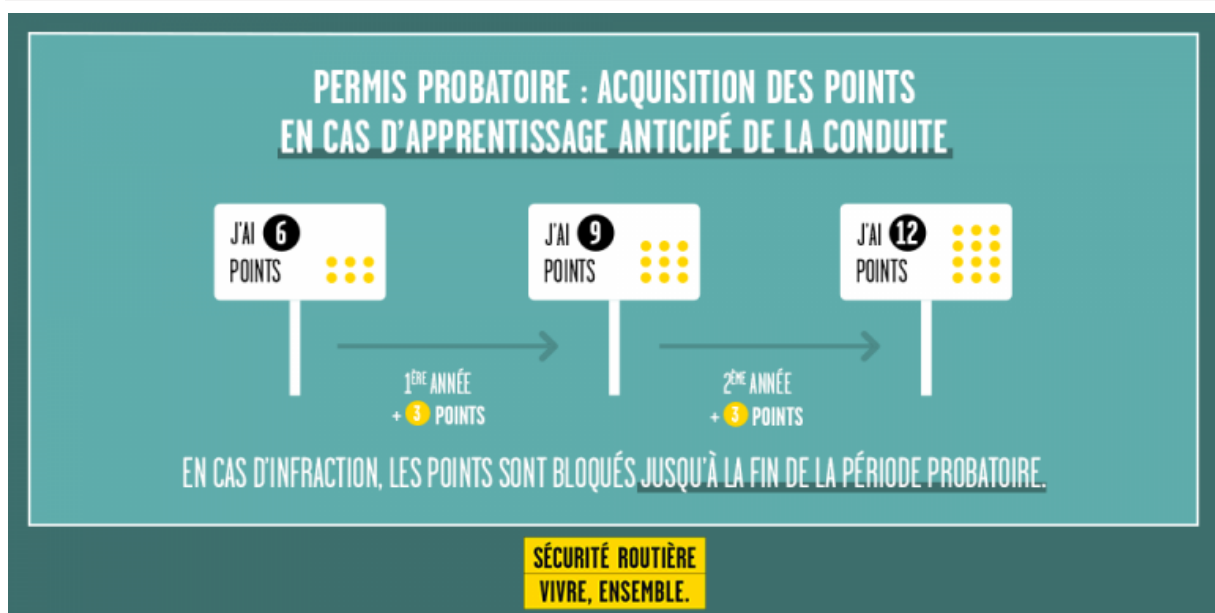 PERMIS PROBATOIRE : ACQUISITION DES POINTS
EN CAS D'APPRENTISSAGE ANTICIPÉ DE LA CONDUITE
J'AI 6
POINTS
J'AI 9
POINTS
J'AI 12
POINTS
1ÈRE ANNÉE
+ 3 POINTS
2ÈME ANNÉE
+ 3 POINTS
EN CAS D'INFRACTION, LES POINTS SONT BLOQUÉS JUSQU'À LA FIN DE LA PÉRIODE PROBATOIRE.
SÉCURITÉ ROUTIÈRE
VIVRE, ENSEMBLE.